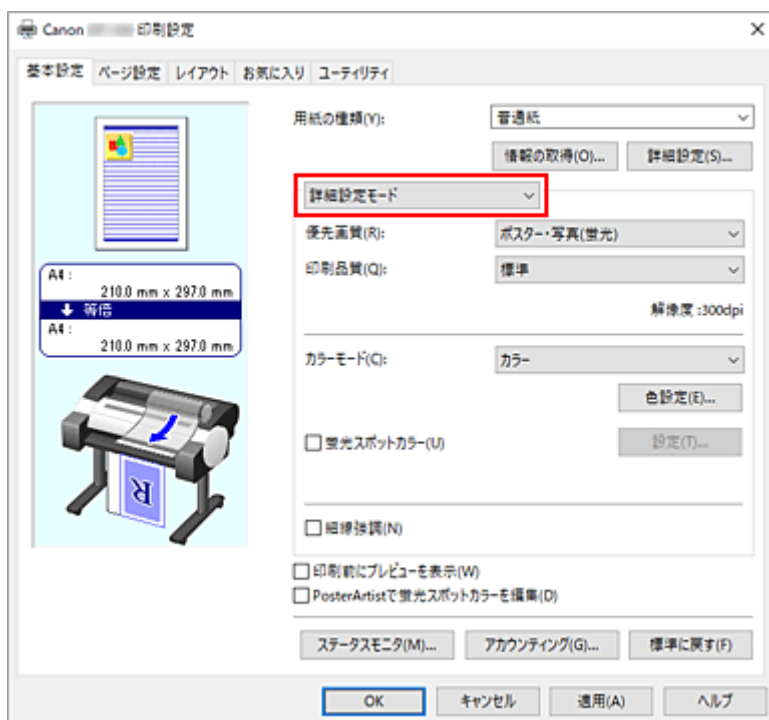 Canon 印刷設定
基本設定 ページ設定 レイアウト お気に入り ユーティリティ
用紙の種類(Y): 普通紙
情報の取得(O)... 詳細設定(S)...
詳細設定モード
優先画質(R): ポスター・写真(蛍光)
印刷品質(Q): 標準
解像度 :300dpi
A4 :
210.0 mm x 297.0 mm
等倍
A4 :
210.0 mm x 297.0 mm
カラーモード(C): カラー
色設定(E)...
蛍光スポットカラー(U) 設定(T)...
R
細線強調(N)
印刷前にプレビューを表示(W)
PosterArtistで蛍光スポットカラーを編集(D)
ステータスモニタ(M)... アカウンティング(G)... 標準に戻す(F)
OK キャンセル 適用(A) ヘルプ